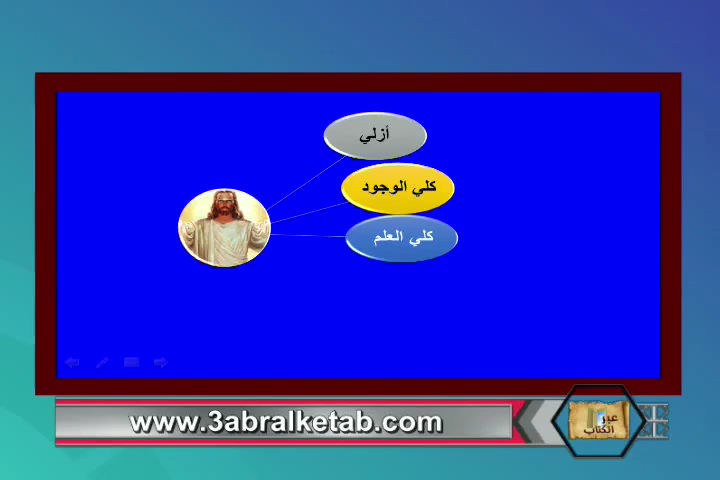 أزلي
كلي الوجود
كلي العلم
www.3abralketab.com
عبر
الكتاب